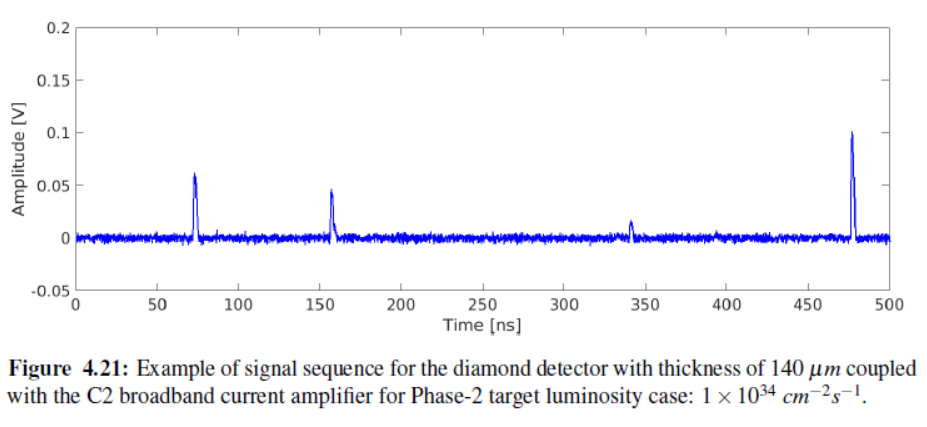 0.2
0.15
0.1
0.05
0
-0.05
Amplitude [V]
0 50 100 150 200 250 300 350 400 450 500
Time [ns]
Figure 4.21: Example of signal sequence for the diamond detector with thickness of 140 μm coupled
with the C2 broadband current amplifier for Phase-2 target luminosity case: 1 × 10³⁴ cm⁻²s⁻¹.